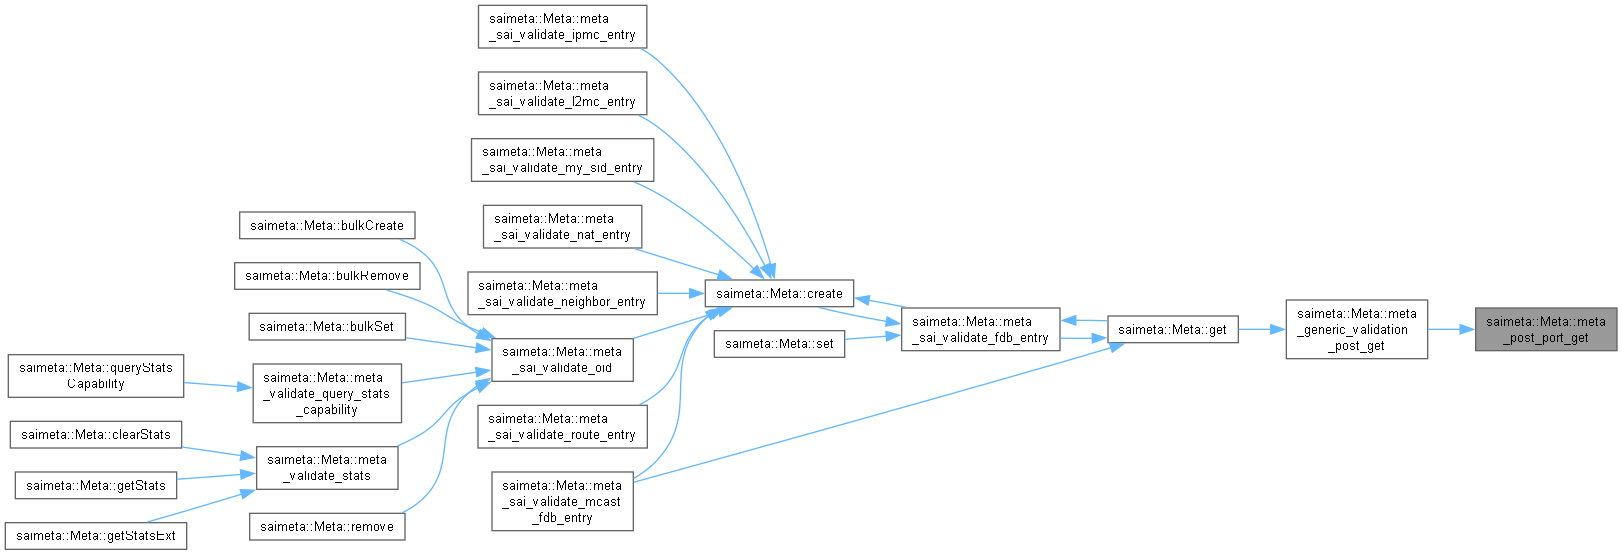 saimeta::Meta::meta
_sai_validate_ipmc_entry
saimeta::Meta::meta
_sai_validate_l2mc_entry
saimeta::Meta::meta
_sai_validate_my_sid_entry
saimeta::Meta::meta
_sai_validate_nat_entry
saimeta::Meta::bulkCreate
saimeta::Meta::bulkRemove
saimeta::Meta::meta
_sai_validate_neighbor_entry
saimeta::Meta::create
saimeta::Meta::bulkSet
saimeta::Meta::meta
_sai_validate_oid
saimeta::Meta::set
saimeta::Meta::meta
_sai_validate_fdb_entry
saimeta::Meta::get
saimeta::Meta::meta
_generic_validation
_post_get
saimeta::Meta::meta
_post_port_get
saimeta::Meta::queryStats
Capability
saimeta::Meta::meta
_validate_query_stats
_capability
saimeta::Meta::meta
_sai_validate_route_entry
saimeta::Meta::clearStats
saimeta::Meta::meta
_validate_stats
saimeta::Meta::getStats
saimeta::Meta::meta
_sai_validate_mcast
_fdb_entry
saimeta::Meta::getStatsExt
saimeta::Meta::remove